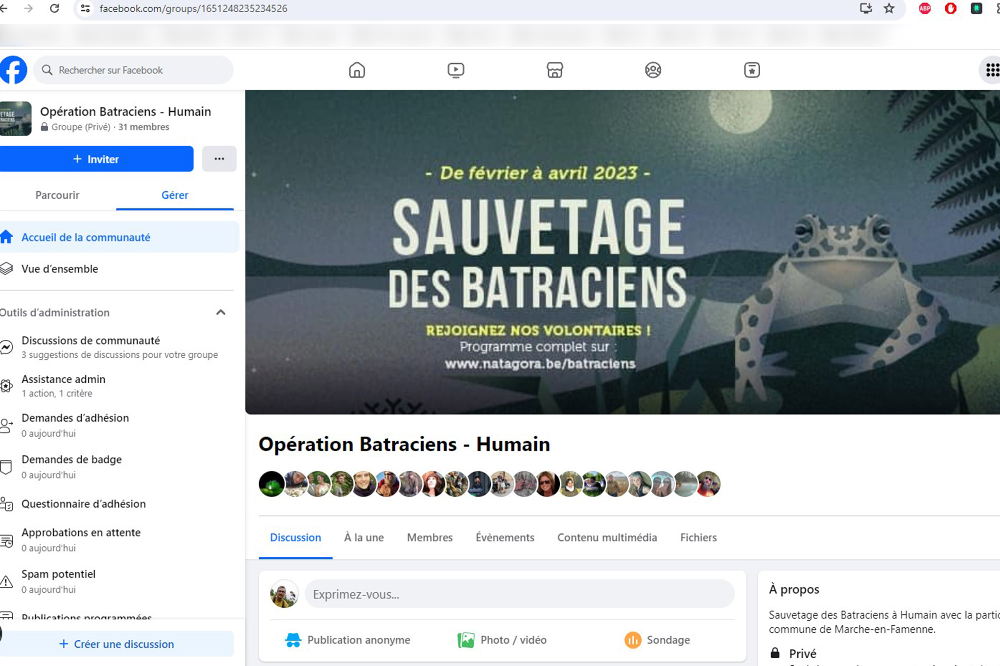 facebook.com/groups/1651248235234526
ABP
Rechercher sur Facebook
Opération Batraciens - Humain
Groupe (Privé) · 31 membres
+ Inviter
...
Parcourir
Gérer
Accueil de la communauté
Vue d'ensemble
Outils d'administration
Discussions de communauté
3 suggestions de discussions pour votre groupe
Assistance admin
1 action, 1 critère
Demandes d'adhésion
0 aujourd'hui
Demandes de badge
0 aujourd'hui
Questionnaire d'adhésion
Approbations en attente
0 aujourd'hui
Spam potentiel
0 aujourd'hui
Publications programmées
+ Créer une discussion
- De février à avril 2023 -
SAUVETAGE
DES BATRACIENS
REJOIGNEZ NOS VOLONTAIRES !
Programme complet sur :
www.natagora.be/batraciens
Opération Batraciens - Humain
Discussion
À la une
Membres
Évènements
Contenu multimédia
Fichiers
Exprimez-vous...
Publication anonyme
Photo / vidéo
Sondage
À propos
Sauvetage des Batraciens à Humain avec la
commune de Marche-en-Famenne.
Privé